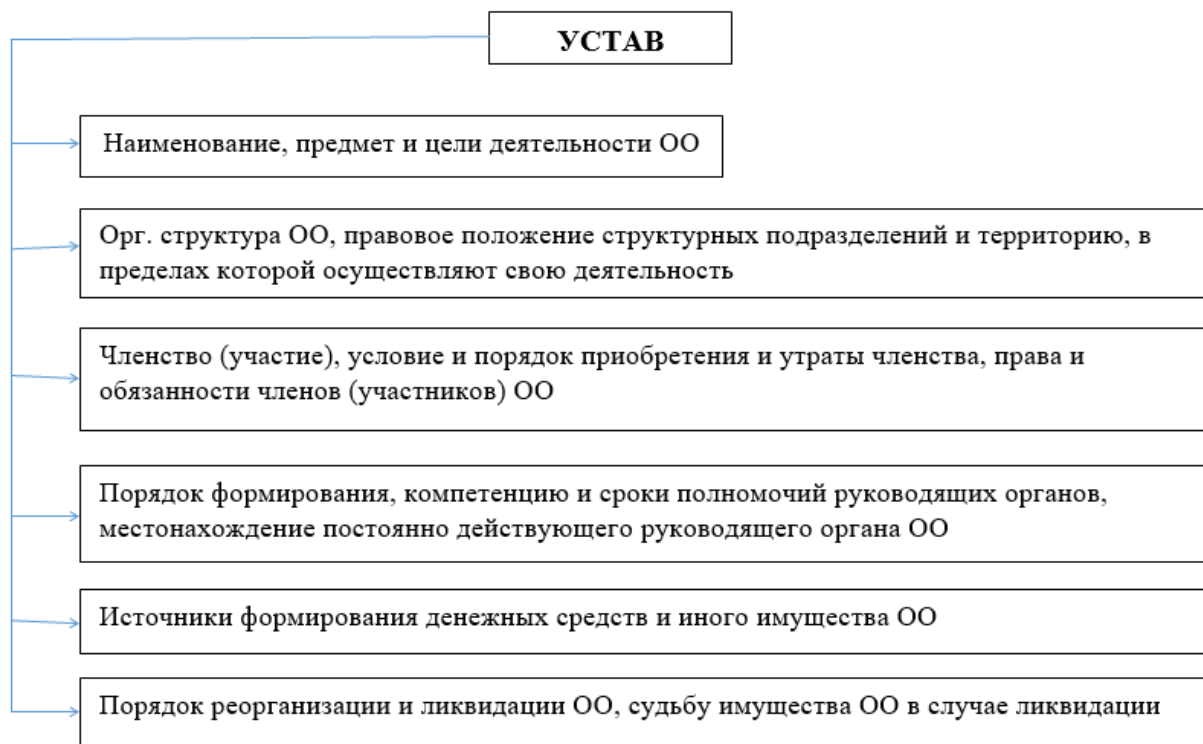 УСТАВ
Наименование, предмет и цели деятельности ОО
Орг. структура ОО, правовое положение структурных подразделений и территорию, в
пределах которой осуществляют свою деятельность
Членство (участие), условие и порядок приобретения и утраты членства, права и
обязанности членов (участников) ОО
Порядок формирования, компетенцию и сроки полномочий руководящих органов,
местонахождение постоянно действующего руководящего органа ОО
Источники формирования денежных средств и иного имущества ОО
Порядок реорганизации и ликвидации ОО, судьбу имущества ОО в случае ликвидации